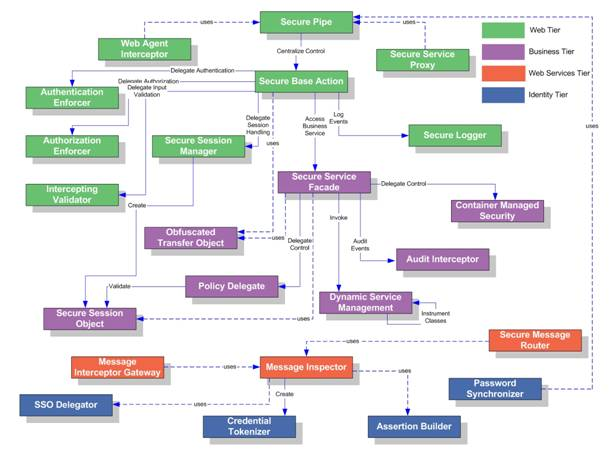 uses
Secure Pipe
Web Tier
Web Agent
Interceptor
uses
Centralize Control
Secure Service
Proxy
Business Tier
Web Services Tier
Identity Tier
Delegate Authentication
Secure Base Action
Delegate Authorization
Delegate Input
Validation
Authentication
Enforcer
Delegate
Session
Handling
Access
Business
Service
Log
Events
uses
Secure Logger
Authorization
Enforcer
Secure Session
Manager
uses
Secure Service
Facade
Delegate Control
Intercepting
Validator
Create
Container Managed
Security
Invoke
Obfuscated
Transfer Object
uses
Delegate
Control
Audit
Events
Audit Interceptor
Validate
Policy Delegate
Dynamic Service
Management
Instrument
Classes
Secure Session
Object
uses
Secure Message
Router
uses
Message
Interceptor Gateway
uses
Message Inspector
uses
Password
Synchronizer
Create
SSO Delegator
uses
Credential
Tokenizer
Assertion Builder